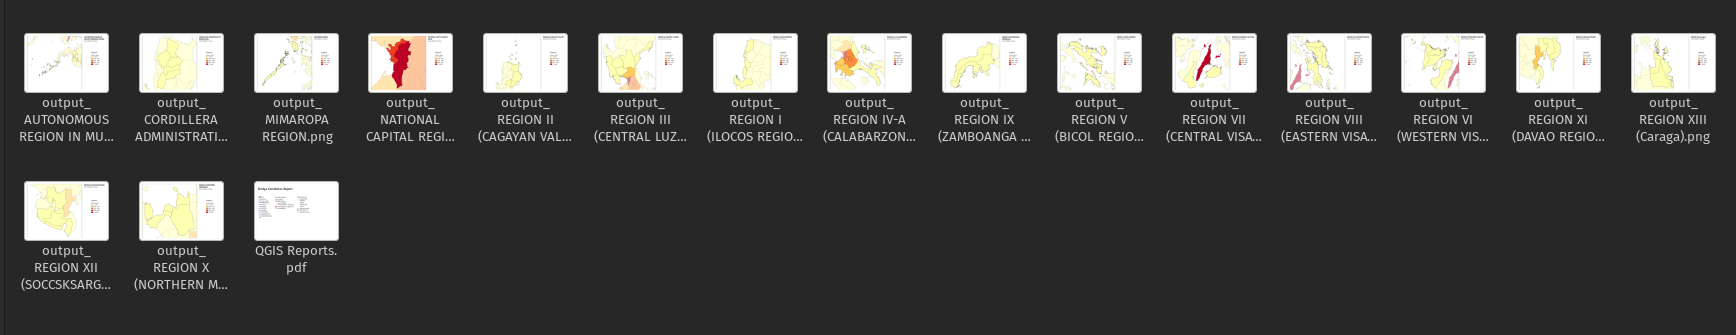 output_
AUTONOMOUS
REGION IN MU...
output_
CORDILLERA
ADMINISTRATI...
output_
MIMAROPA
REGION.png
output_
NATIONAL
CAPITAL REGI...
output_
REGION II
(CAGAYAN VAL...
output_
REGION III
(CENTRAL LUZ...
output_
REGION I
(ILOCOS REGIO...
output_
REGION IV-A
(CALABARZON...
output_
REGION IX
(ZAMBOANGA ...
output_
REGION V
(BICOL REGIO...
output_
REGION VII
(CENTRAL VISA...
output_
REGION VIII
(EASTERN VISA...
output_
REGION VI
(WESTERN VIS...
output_
REGION XI
(DAVAO REGIO...
output_
REGION XIII
(Caraga).png
output_
REGION XII
(SOCCSKSARG...
output_
REGION X
(NORTHERN M...
QGIS Reports.
pdf